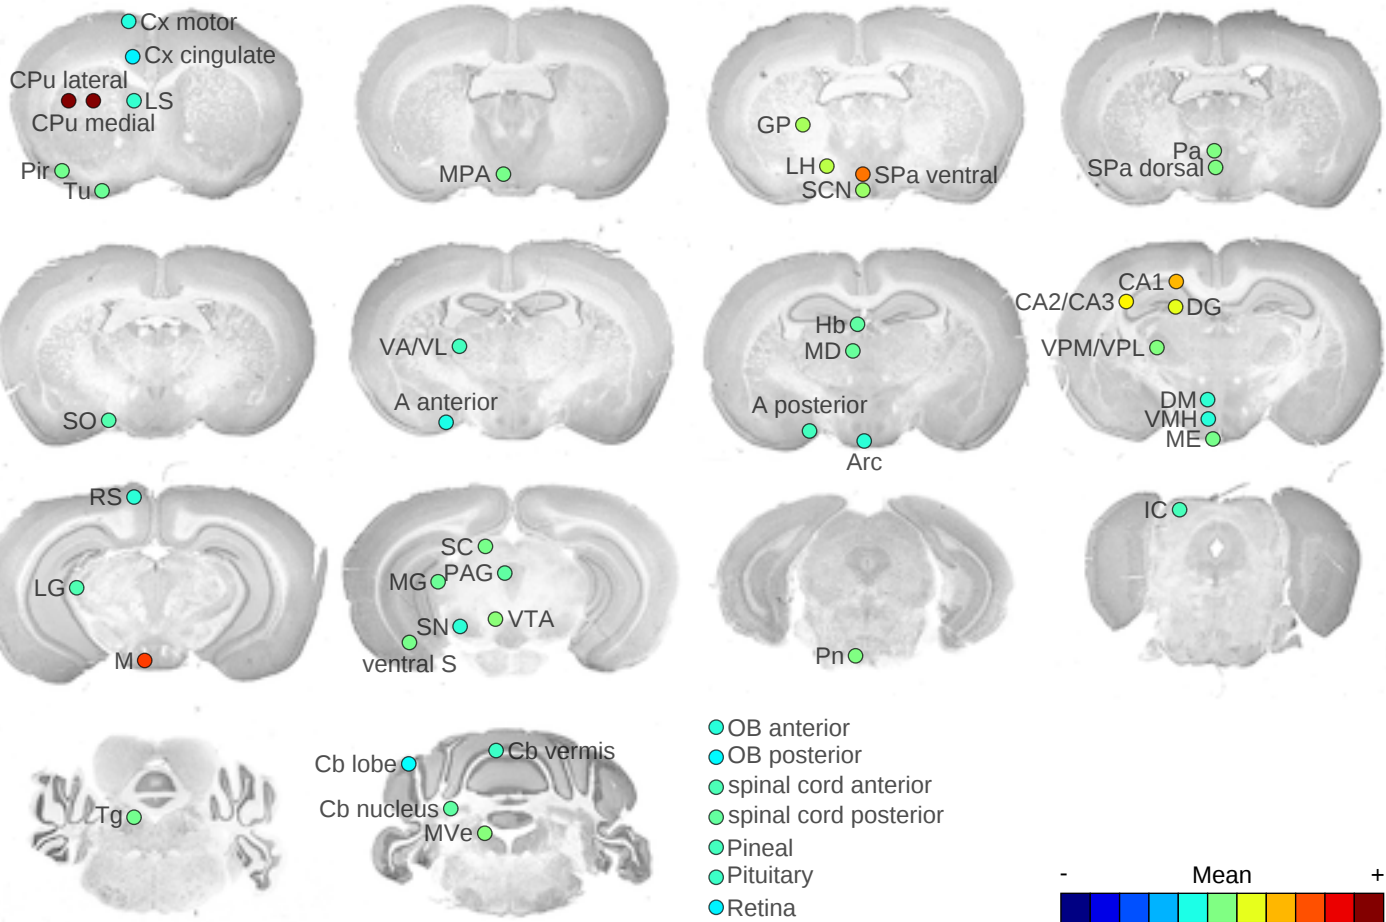 Cx motor
Cx cingulate
CPu lateral
LS
CPu medial
Pir
Tu
MPA
GP
LH
SPa ventral
SCN
Pa
SPa dorsal
SO
VA/VL
A anterior
Hb
MD
A posterior
Arc
CA1
CA2/CA3
DG
VPM/VPL
DM
VMH
ME
RS
LG
M
SC
MG
PAG
SN
VTA
ventral S
Pn
IC
Tg
Cb lobe
Cb vermis
Cb nucleus
MVe
OB anterior
OB posterior
spinal cord anterior
spinal cord posterior
Pineal
Pituitary
Retina
- Mean +